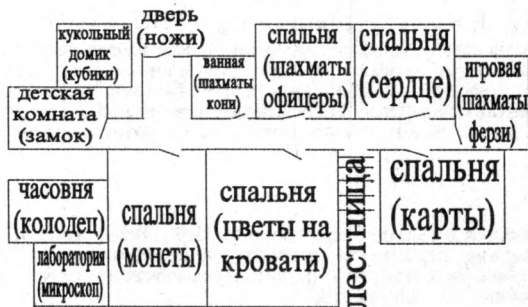 дверь
(ножи)
кукольный
домик
(кубики)
ванная
(шахматы
кони)
спальня
(шахматы
офицеры)
спальня
(сердце)
игровая
(шахматы
ферзи)
детская
комната
(замок)
часовня
(колодец)
лаборатория
(микроскоп)
спальня
(монеты)
спальня
(цветы на
кровати)
лестница
спальня
(карты)